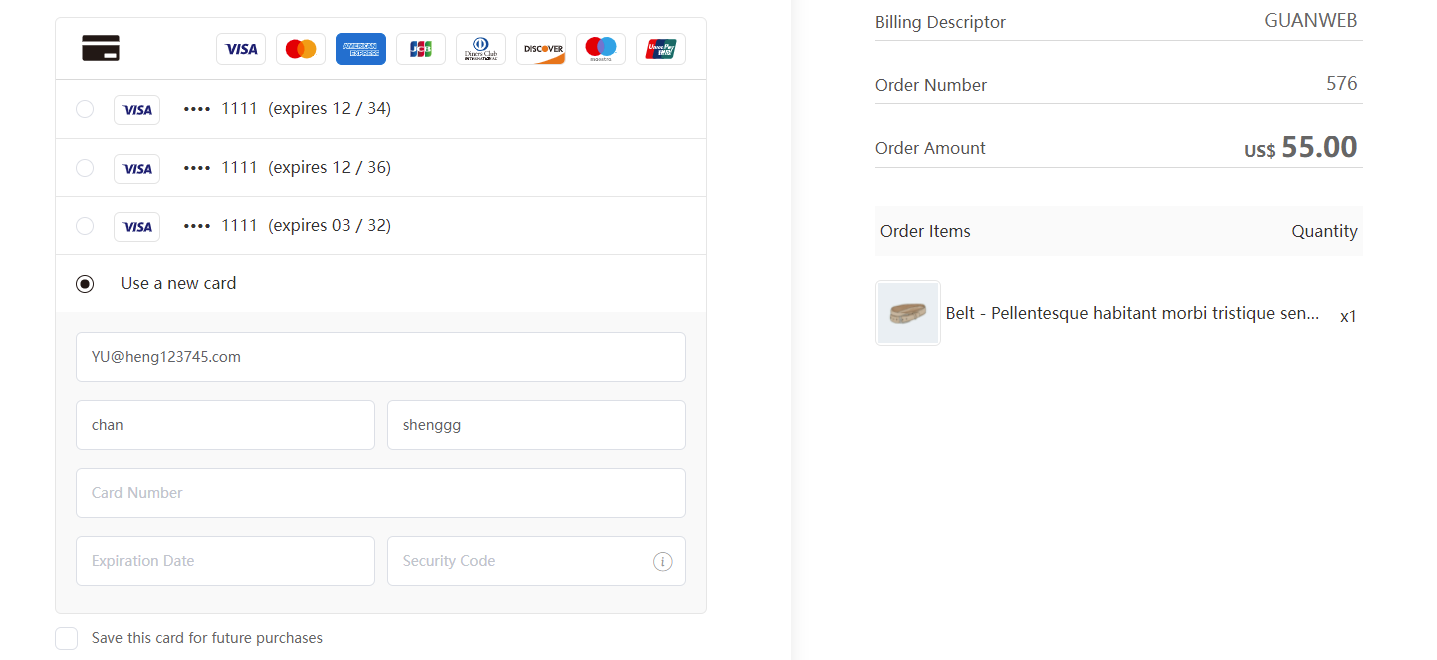 VISA AMERICAN EXPRESS JCB Diners Club INTERNATIONAL DISCOVER maestro UnionPay 银联
VISA •••• 1111 (expires 12 / 34)
VISA •••• 1111 (expires 12 / 36)
VISA •••• 1111 (expires 03 / 32)
Use a new card
YU@heng123745.com
chan shenggg
Card Number
Expiration Date Security Code i
Save this card for future purchases
Billing Descriptor GUANWEB
Order Number 576
Order Amount US$ 55.00
Order Items Quantity
Belt - Pellentesque habitant morbi tristique sen... x1